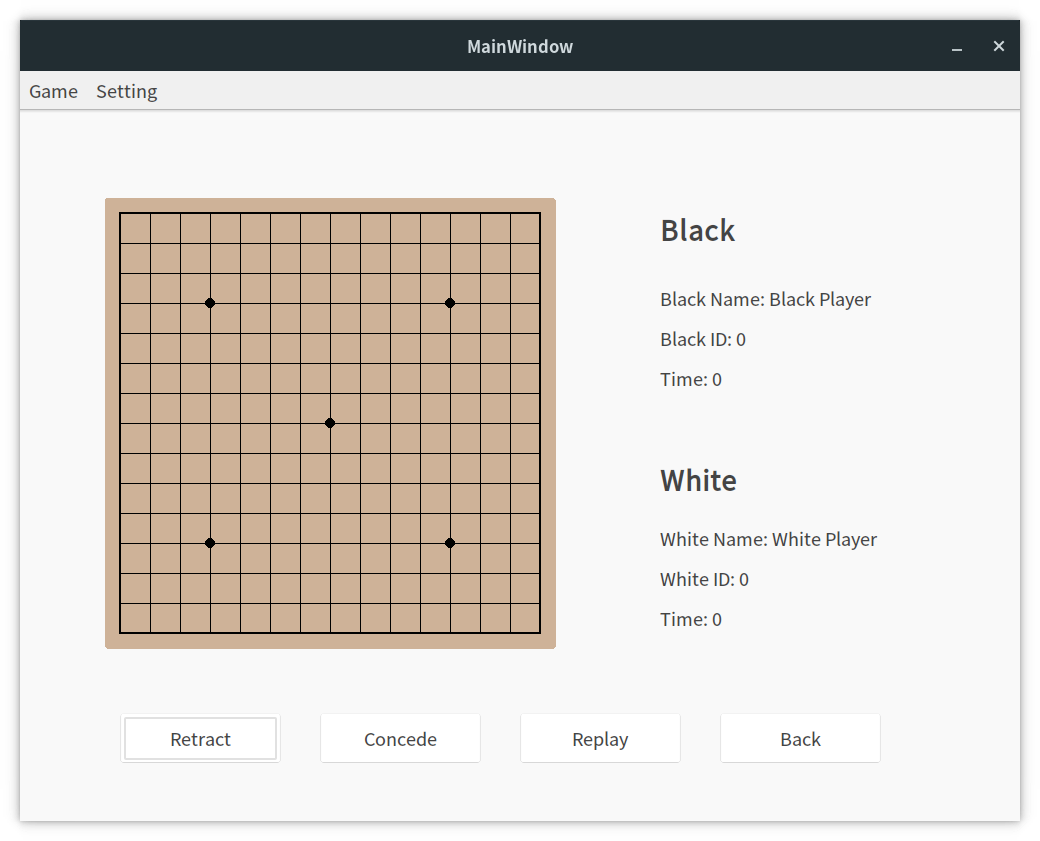 MainWindow
Game Setting
Black
Black Name: Black Player
Black ID: 0
Time: 0
White
White Name: White Player
White ID: 0
Time: 0
Retract Concede Replay Back